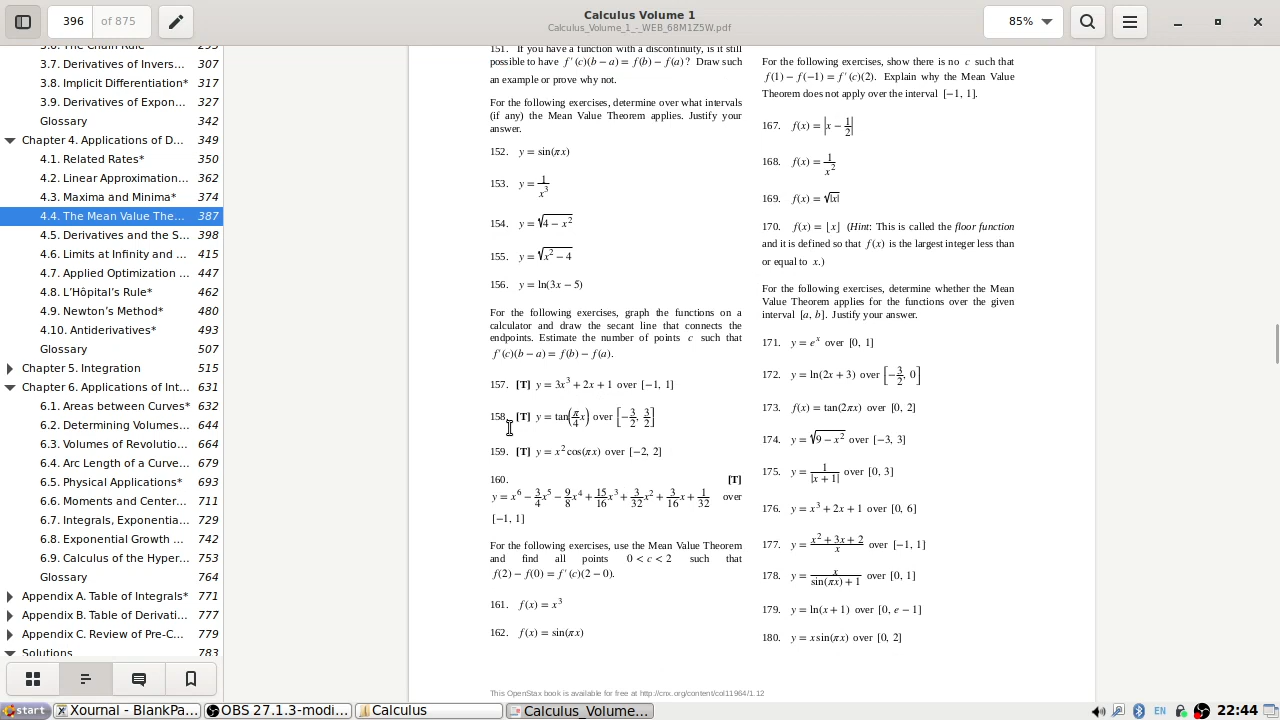 396 of 875
Calculus Volume 1
Calculus_Volume_1_-_WEB_68M1Z5W.pdf
85%
3.7. Derivatives of Invers... 307
3.8. Implicit Differentiation* 317
3.9. Derivatives of Expon... 327
Glossary 342
Chapter 4. Applications of D... 349
4.1. Related Rates* 350
4.2. Linear Approximation... 362
4.3. Maxima and Minima* 374
4.4. The Mean Value The... 387
4.5. Derivatives and the S... 398
4.6. Limits at Infinity and ... 415
4.7. Applied Optimization ... 447
4.8. L’Hôpital’s Rule* 462
4.9. Newton’s Method* 480
4.10. Antiderivatives* 493
Glossary 507
Chapter 5. Integration 515
Chapter 6. Applications of Int... 631
6.1. Areas between Curves* 632
6.2. Determining Volumes... 644
6.3. Volumes of Revolutio... 664
6.4. Arc Length of a Curve... 679
6.5. Physical Applications* 693
6.6. Moments and Center... 711
6.7. Integrals, Exponentia... 729
6.8. Exponential Growth ... 742
6.9. Calculus of the Hyper... 753
Glossary 764
Appendix A. Table of Integrals* 771
Appendix B. Table of Derivati... 777
Appendix C. Review of Pre-C... 779
Solutions 783
151. If you have a function with a discontinuity, is it still
possible to have f′(c)(b − a) = f(b) − f(a)? Draw such
an example or prove why not.
For the following exercises, determine over what intervals
(if any) the Mean Value Theorem applies. Justify your
answer.
152. y = sin(πx)
153. y = 1/x³
154. y = √(4 − x²)
155. y = √(x² − 4)
156. y = ln(3x − 5)
For the following exercises, graph the functions on a
calculator and draw the secant line that connects the
endpoints. Estimate the number of points c such that
f′(c)(b − a) = f(b) − f(a).
157. [T] y = 3x³ + 2x + 1 over [−1, 1]
158. [T] y = tan(π/4 x) over [−3/2, 3/2]
159. [T] y = x² cos(πx) over [−2, 2]
160. [T]
y = x⁶ − 3/4 x⁵ − 9/8 x⁴ + 15/16 x³ + 3/32 x² + 3/16 x + 1/32 over
[−1, 1]
For the following exercises, use the Mean Value Theorem
and find all points 0 < c < 2 such that
f(2) − f(0) = f′(c)(2 − 0).
161. f(x) = x³
162. f(x) = sin(πx)
For the following exercises, show there is no c such that
f(1) − f(−1) = f′(c)(2). Explain why the Mean Value
Theorem does not apply over the interval [−1, 1].
167. f(x) = |x − 1/2|
168. f(x) = 1/x²
169. f(x) = √|x|
170. f(x) = ⌊x⌋ (Hint: This is called the floor function
and it is defined so that f(x) is the largest integer less than
or equal to x.)
For the following exercises, determine whether the Mean
Value Theorem applies for the functions over the given
interval [a, b]. Justify your answer.
171. y = eˣ over [0, 1]
172. y = ln(2x + 3) over [−3/2, 0]
173. f(x) = tan(2πx) over [0, 2]
174. y = √(9 − x²) over [−3, 3]
175. y = 1/|x + 1| over [0, 3]
176. y = x³ + 2x + 1 over [0, 6]
177. y = (x² + 3x + 2)/x over [−1, 1]
178. y = x/(sin(πx) + 1) over [0, 1]
179. y = ln(x + 1) over [0, e − 1]
180. y = x sin(πx) over [0, 2]
This OpenStax book is available for free at http://cnx.org/content/col11964/1.12
start Xournal - BlankPa... OBS 27.1.3-modi... Calculus Calculus_Volume... EN 22:44